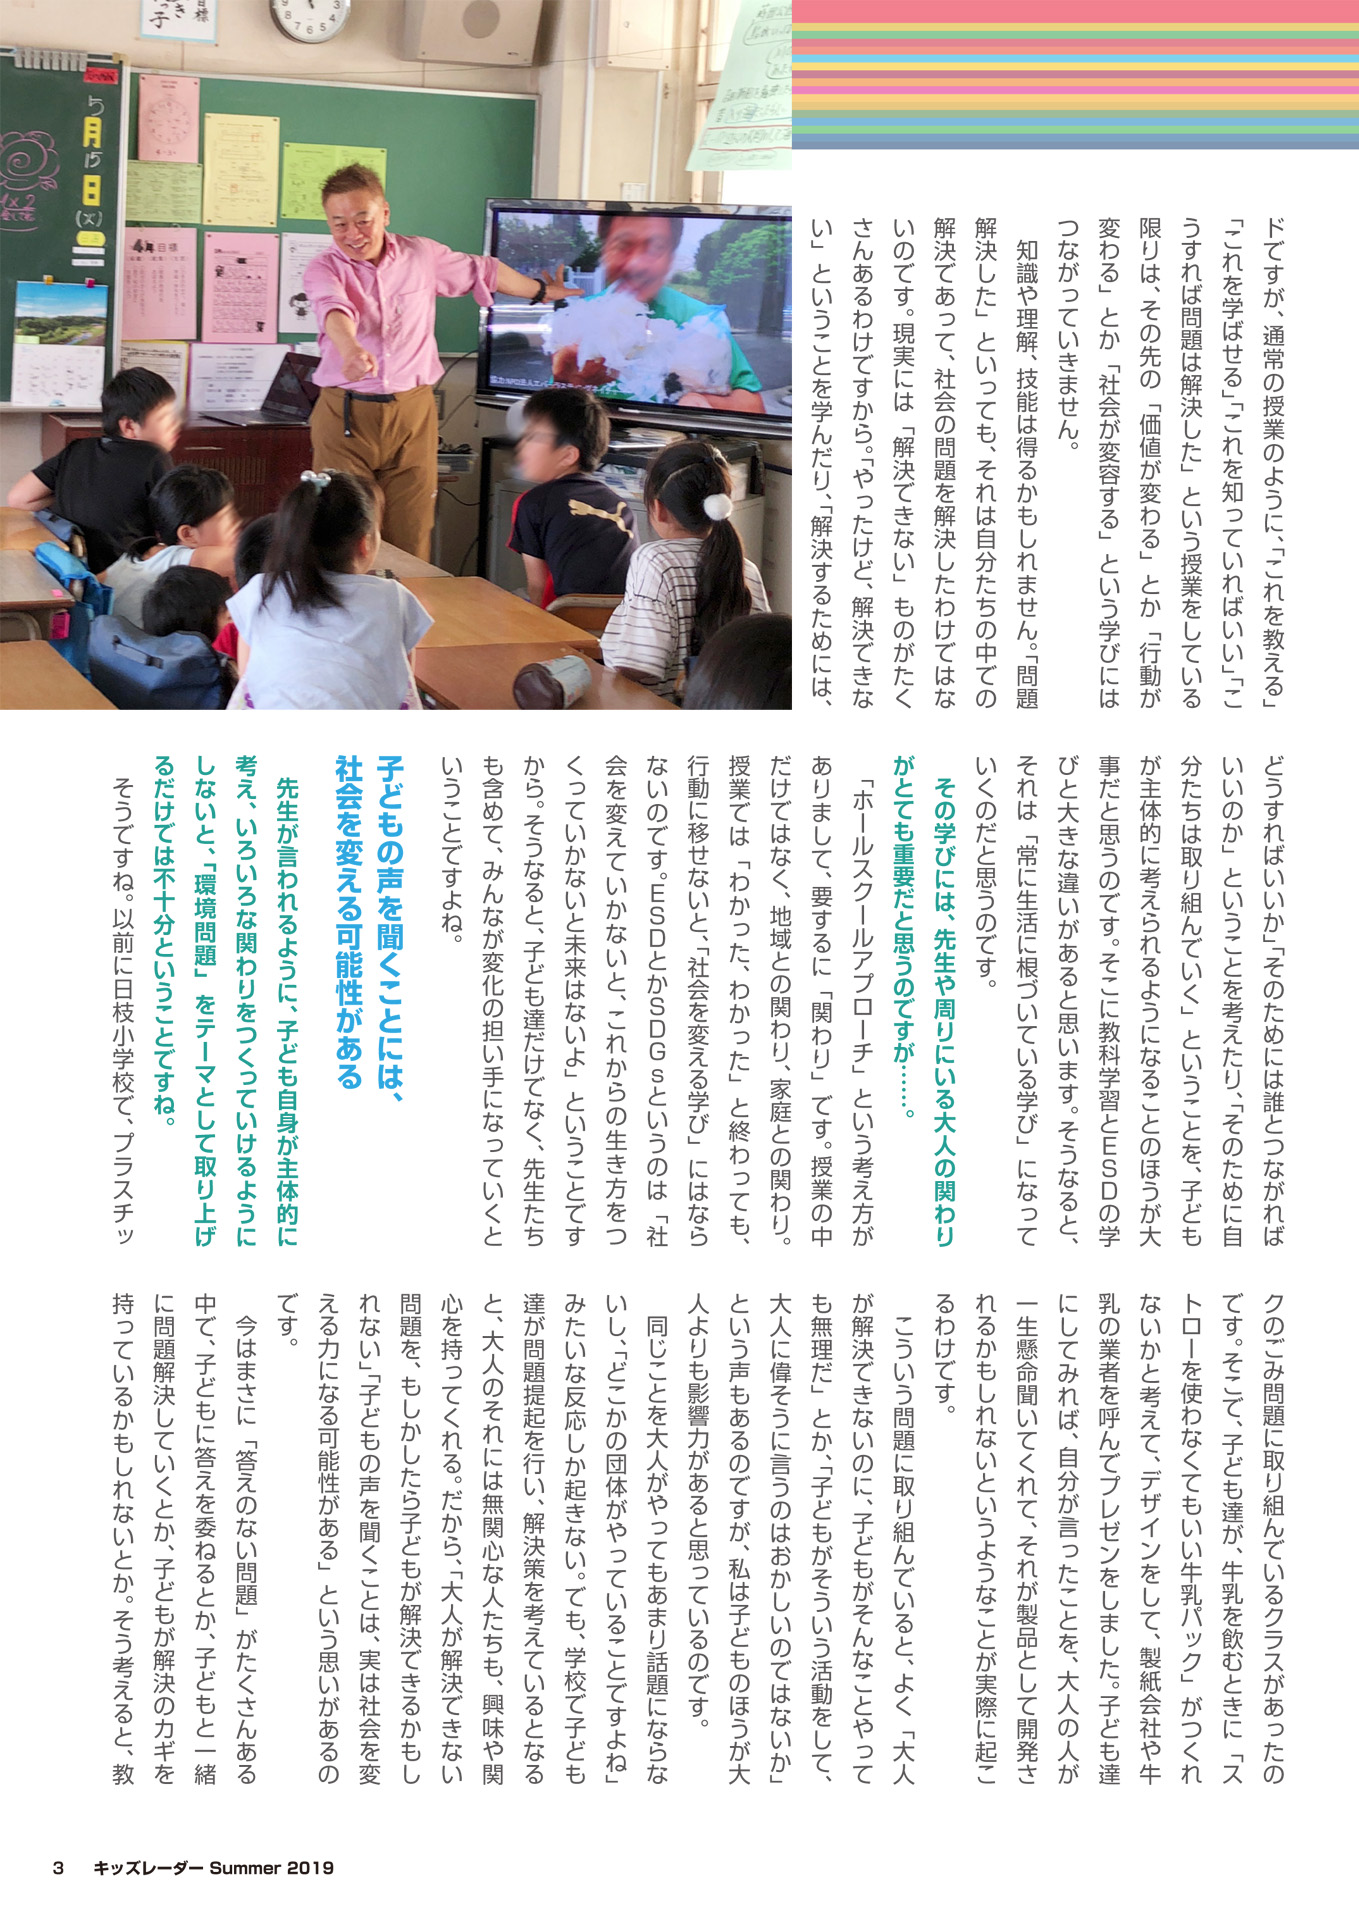 目標
5月15日(火)
4年 目標
協力：NPO法人エバーラスティング・ネイチャー
ドですが、通常の授業のように、「これを教える」
「これを学ばせる」「これを知っていればいい」「こ
うすれば問題は解決した」という授業をしている
限りは、その先の「価値が変わる」とか「行動が
変わる」とか「社会が変容する」という学びには
つながっていきません。
知識や理解、技能は得るかもしれません。「問題
解決した」といっても、それは自分たちの中での
解決であって、社会の問題を解決したわけではな
いのです。現実には「解決できない」ものがたく
さんあるわけですから。「やったけど、解決できな
い」ということを学んだり、「解決するためには、
どうすればいいか」「そのためには誰とつながれば
いいのか」ということを考えたり、「そのために自
分たちは取り組んでいく」ということを、子ども
が主体的に考えられるようになることのほうが大
事だと思うのです。そこに教科学習とESDの学
びと大きな違いがあると思います。そうなると、
それは「常に生活に根づいている学び」になって
いくのだと思うのです。
その学びには、先生や周りにいる大人の関わり
がとても重要だと思うのですが……。
「ホールスクールアプローチ」という考え方が
ありまして、要するに「関わり」です。授業の中
だけではなく、地域との関わり、家庭との関わり。
授業では「わかった、わかった」と終わっても、
行動に移せないと、「社会を変える学び」にはなら
ないのです。ESDとかSDGsというのは「社
会を変えていかないと、これからの生き方をつ
くっていかないと未来はないよ」ということです
から。そうなると、子ども達だけでなく、先生たち
も含めて、みんなが変化の担い手になっていくと
いうことですよね。
子どもの声を聞くことには、
社会を変える可能性がある
先生が言われるように、子ども自身が主体的に
考え、いろいろな関わりをつくっていけるように
しないと、「環境問題」をテーマとして取り上げ
るだけでは不十分ということですね。
そうですね。以前に日枝小学校で、プラスチッ
クのごみ問題に取り組んでいるクラスがあったの
です。そこで、子ども達が、牛乳を飲むときに「ス
トローを使わなくてもいい牛乳パック」がつくれ
ないかと考えて、デザインをして、製紙会社や牛
乳の業者を呼んでプレゼンをしました。子ども達
にしてみれば、自分が言ったことを、大人の人が
一生懸命聞いてくれて、それが製品として開発さ
れるかもしれないというようなことが実際に起こ
るわけです。
こういう問題に取り組んでいると、よく「大人
が解決できないのに、子どもがそんなことやって
も無理だ」とか、「子どもがそういう活動をして、
大人に偉そうに言うのはおかしいのではないか」
という声もあるのですが、私は子どものほうが大
人よりも影響力があると思っているのです。
同じことを大人がやってもあまり話題にならな
いし、「どこかの団体がやっていることですよね」
みたいな反応しか起きない。でも、学校で子ども
達が問題提起を行い、解決策を考えているとなる
と、大人のそれには無関心な人たちも、興味や関
心を持ってくれる。だから、「大人が解決できない
問題を、もしかしたら子どもが解決できるかもし
れない」「子どもの声を聞くことは、実は社会を変
える力になる可能性がある」という思いがあるの
です。
今はまさに「答えのない問題」がたくさんある
中で、子どもに答えを委ねるとか、子どもと一緒
に問題解決していくとか、子どもが解決のカギを
持っているかもしれないとか。そう考えると、教
3 キッズレーダー Summer 2019